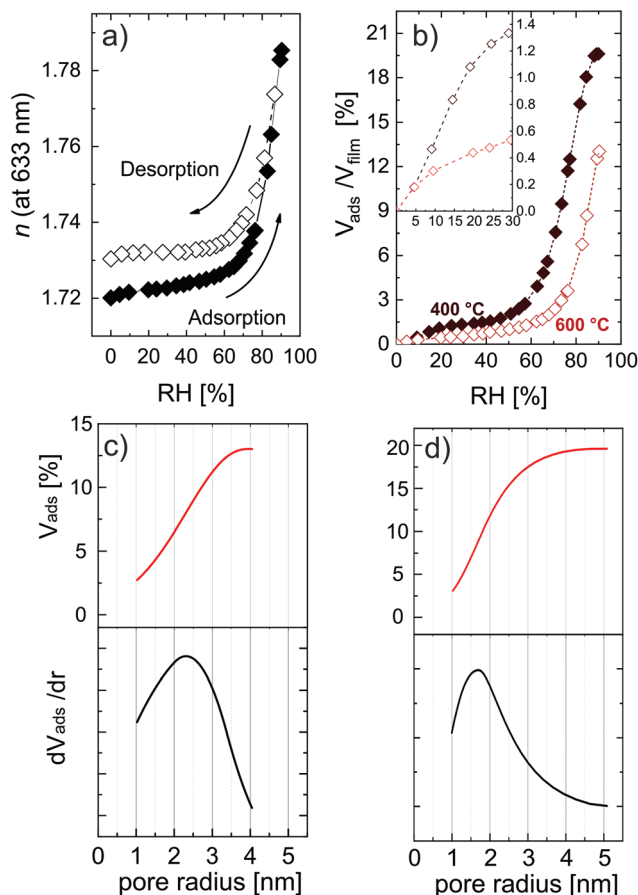 a)
n (at 633 nm)
1.78
1.76
1.74
1.72
Desorption
Adsorption
0 20 40 60 80 100
RH [%]
b)
Vads /Vfilm [%]
21
18
15
12
9
6
3
0
1.4
1.2
1.0
0.8
0.6
0.4
0.2
0.0
5 10 15 20 25 30
400 °C
600 °C
0 20 40 60 80 100
RH [%]
c)
Vads [%]
15
10
5
0
dVads /dr
0 1 2 3 4 5
pore radius [nm]
d)
20
15
10
5
0
0 1 2 3 4 5
pore radius [nm]